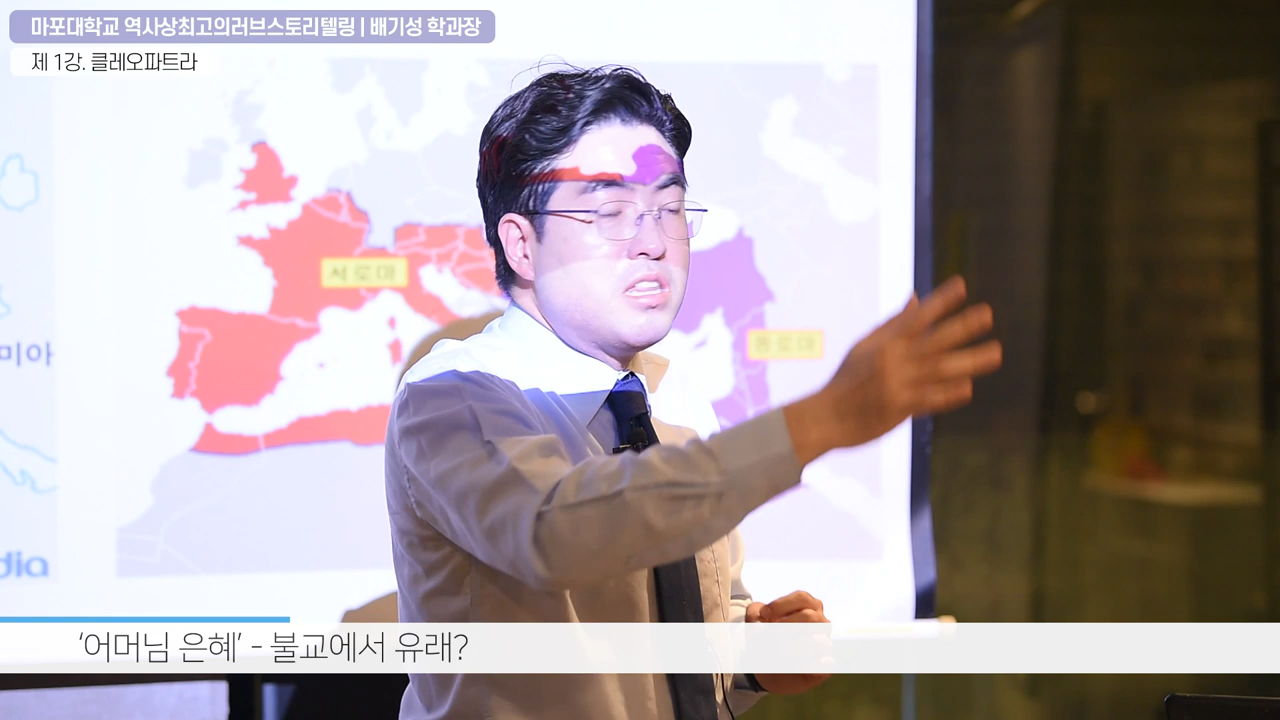 마포대학교 역사상최고의러브스토리텔링 | 배기성 학과장
제 1강. 클레오파트라
서로마
동로마
미아
dia
‘어머님 은혜’ - 불교에서 유래?